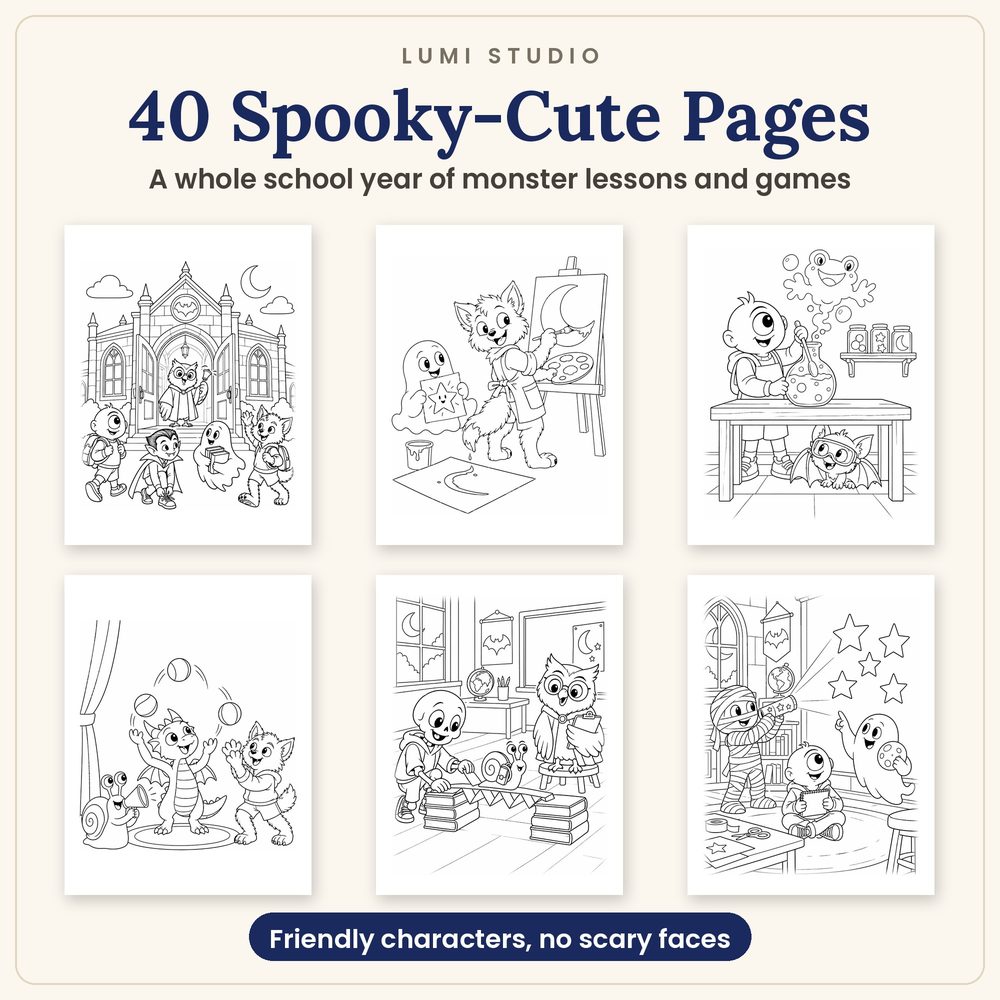 LUMI STUDIO
40 Spooky-Cute Pages
A whole school year of monster lessons and games
Friendly characters, no scary faces